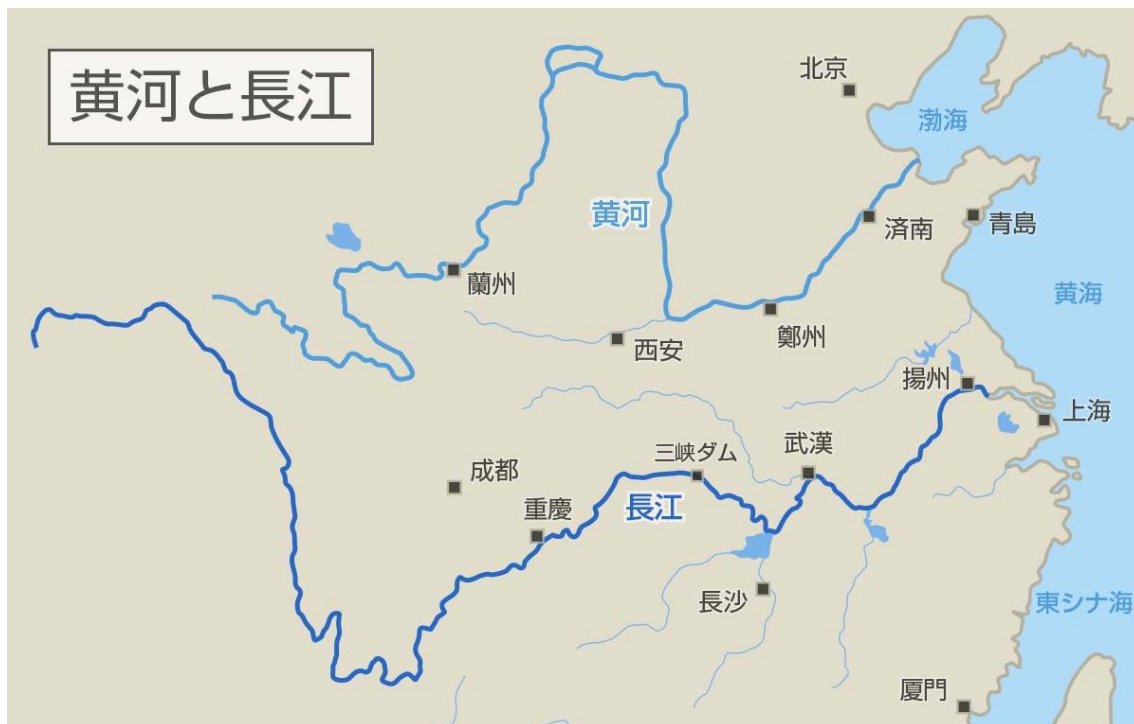 黄河と長江
北京
渤海
黄河
済南
青島
蘭州
黄海
鄭州
西安
揚州
上海
武漢
三峡ダム
成都
長江
重慶
長沙
東シナ海
厦門